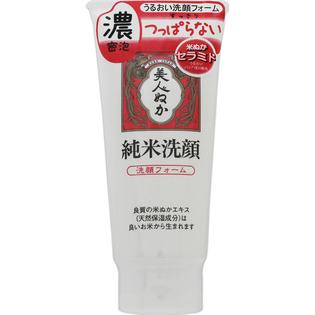 うるおい洗顔フォーム
濃
密泡
つっぱらない
米ぬか
セラミド
美人ぬか
純米洗顔
洗顔フォーム
良質の米ぬかエキス
(天然保湿成分)は
良いお米から生まれます